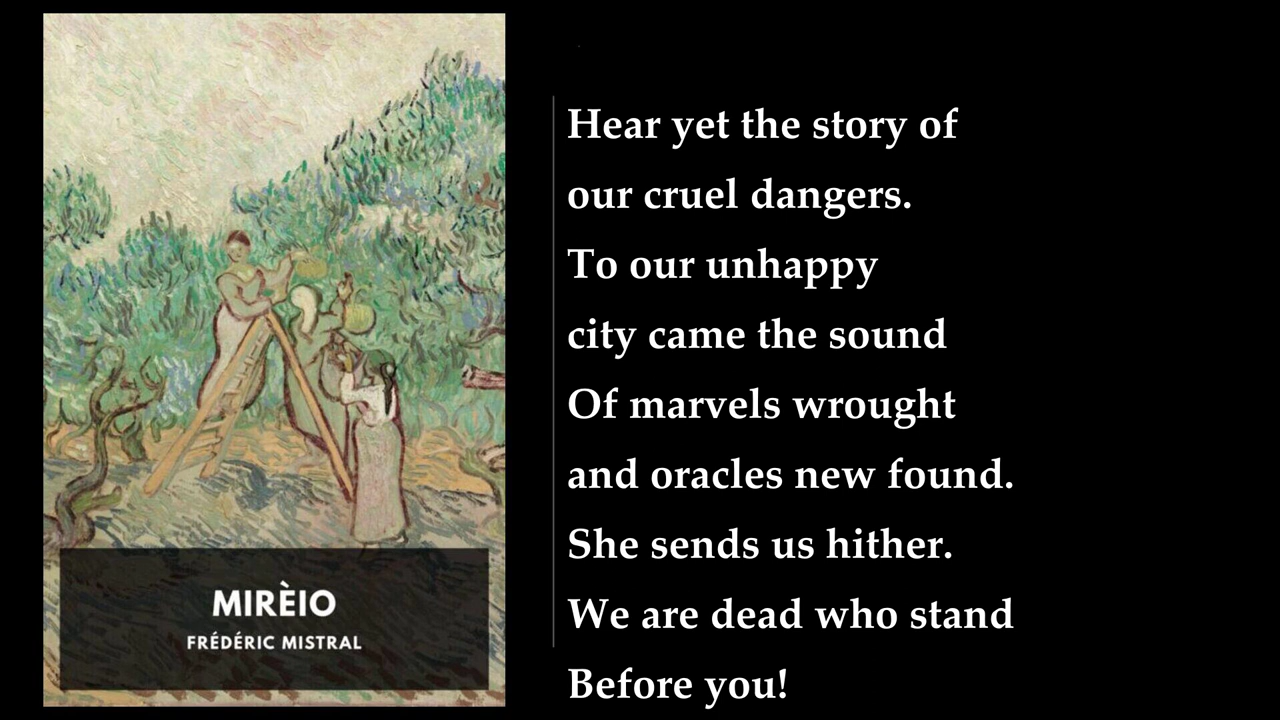 MIRÈIO
FRÉDÉRIC MISTRAL
Hear yet the story of
our cruel dangers.
To our unhappy
city came the sound
Of marvels wrought
and oracles new found.
She sends us hither.
We are dead who stand
Before you!